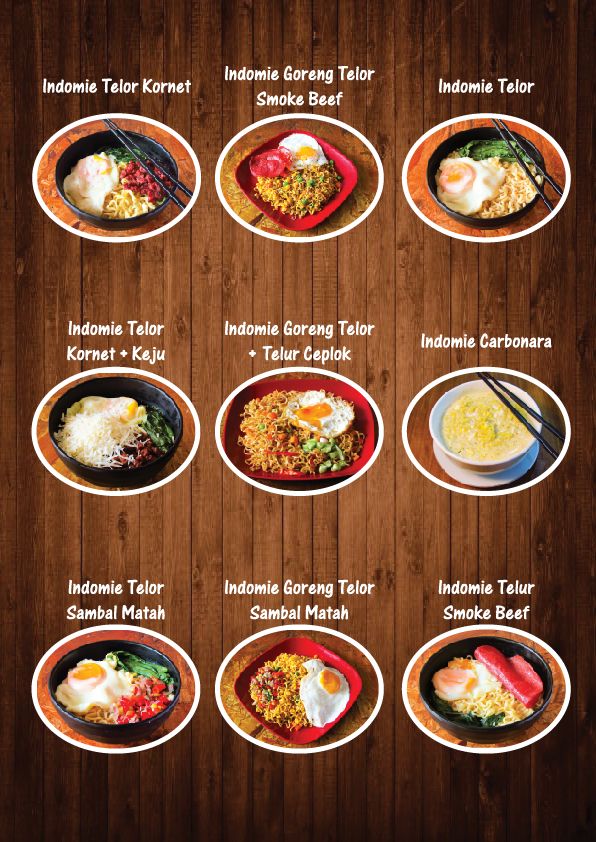 Indomie Telor Kornet
Indomie Goreng Telor
Smoke Beef
Indomie Telor
Indomie Telor
Kornet + Keju
Indomie Goreng Telor
+ Telur Ceplok
Indomie Carbonara
Indomie Telor
Sambal Matah
Indomie Goreng Telor
Sambal Matah
Indomie Telur
Smoke Beef